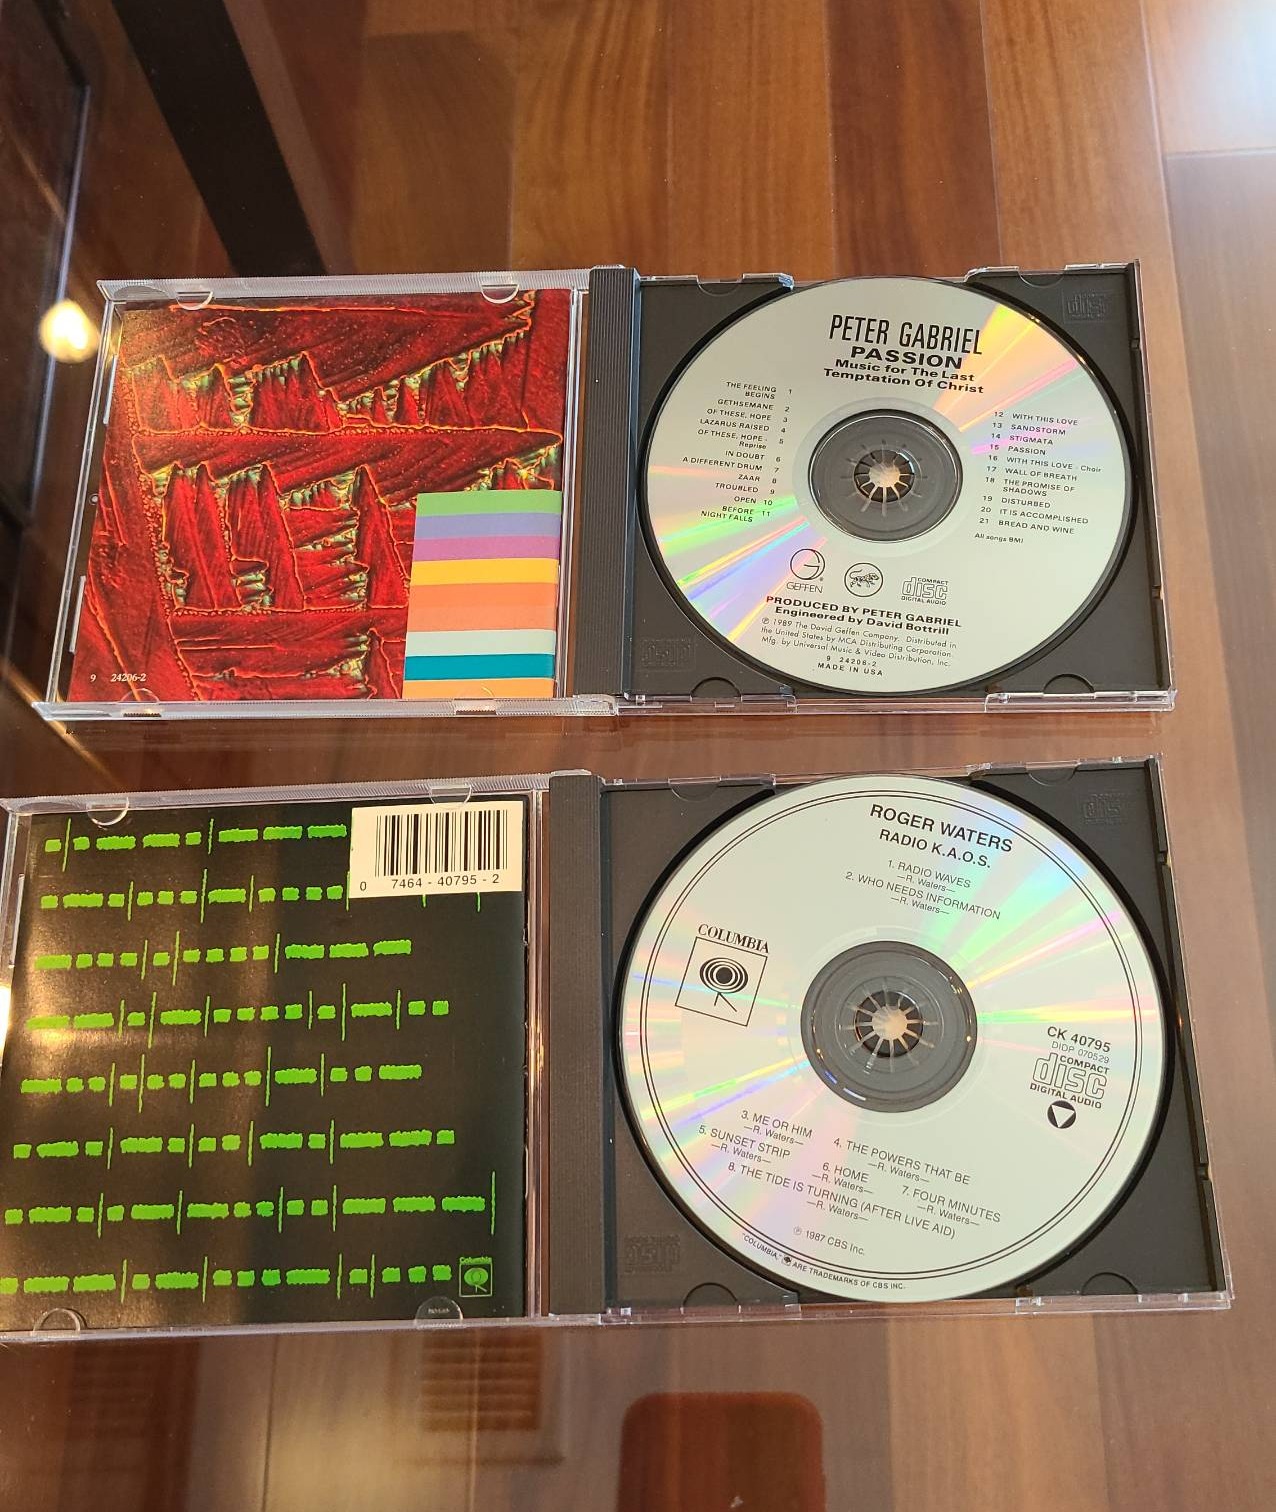 9 24206-2
PETER GABRIEL
PASSION
Music for The Last
Temptation Of Christ
THE FEELING
BEGINS 1
GETHSEMANE 2
OF THESE, HOPE 3
LAZARUS RAISED 4
OF THESE, HOPE -
Reprise 5
IN DOUBT 6
A DIFFERENT DRUM 7
ZAAR 8
TROUBLED 9
OPEN 10
BEFORE
NIGHT FALLS 11
12 WITH THIS LOVE
13 SANDSTORM
14 STIGMATA
15 PASSION
16 WITH THIS LOVE - Choir
17 WALL OF BREATH
18 THE PROMISE OF
SHADOWS
19 DISTURBED
20 IT IS ACCOMPLISHED
21 BREAD AND WINE
All songs BMI
GEFFEN
COMPACT
disc
DIGITAL AUDIO
PRODUCED BY PETER GABRIEL
Engineered by David Bottrill
℗ 1989 The David Geffen Company. Distributed in
the United States by MCA Distributing Corporation.
Mfg. by Universal Music & Video Distribution, Inc.
9 24206-2
MADE IN USA
0 7464 - 40795 - 2
Columbia
ROGER WATERS
RADIO K.A.O.S.
1. RADIO WAVES
—R. Waters—
2. WHO NEEDS INFORMATION
—R. Waters—
COLUMBIA
CK 40795
DIDP 070529
COMPACT
disc
DIGITAL AUDIO
3. ME OR HIM
—R. Waters—
4. THE POWERS THAT BE
—R. Waters—
5. SUNSET STRIP
—R. Waters—
6. HOME
—R. Waters—
7. FOUR MINUTES
—R. Waters—
8. THE TIDE IS TURNING (AFTER LIVE AID)
—R. Waters—
℗ 1987 CBS Inc.
"COLUMBIA," ARE TRADEMARKS OF CBS INC.